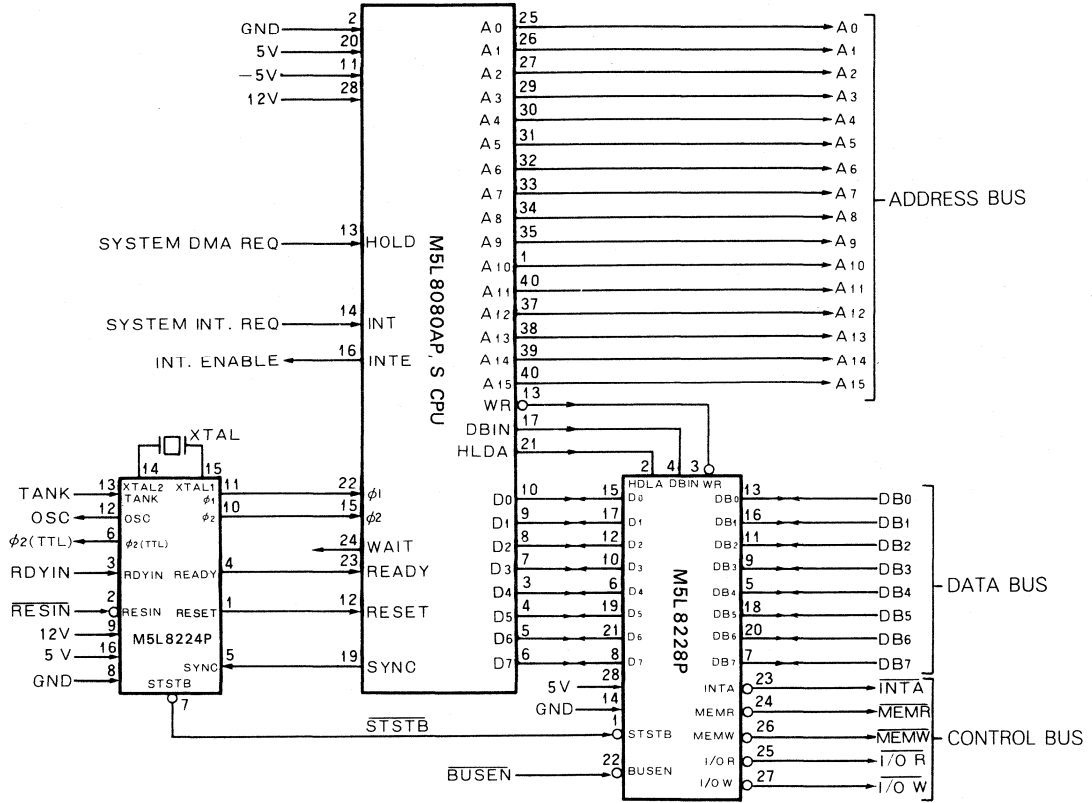 GND 2
5V 20
−5V 11
12V 28
SYSTEM DMA REQ 13 HOLD
SYSTEM INT. REQ 14 INT
INT. ENABLE 16 INTE
M5L8080AP, S CPU
A0 25 A0
A1 26 A1
A2 27 A2
A3 29 A3
A4 30 A4
A5 31 A5
A6 32 A6
A7 33 A7
A8 34 A8
A9 35 A9
A10 1 A10
A11 40 A11
A12 37 A12
A13 38 A13
A14 39 A14
A15 40 A15
ADDRESS BUS
WR 13
DBIN 17
HLDA 21
XTAL
14 15
XTAL2 XTAL1
TANK 13 TANK
φ1 11 22 φ1
OSC 12 OSC
φ2 10 15 φ2
φ2(TTL) 6 φ2(TTL)
24 WAIT
RDYIN 3 RDYIN
READY 4 23 READY
RESIN 2 RESIN
RESET 1 12 RESET
12V 9
M5L8224P
5V 16
SYNC 5 19 SYNC
GND 8
STSTB
7
STSTB
2 4 3
HDLA DBIN WR
D0 10 15 D0
D1 9 17 D1
D2 8 12 D2
D3 7 10 D3
D4 3 6 D4
D5 4 19 D5
D6 5 21 D6
D7 6 8 D7
5V 28
GND 14
1 STSTB
BUSEN 22 BUSEN
M5L8228P
DB0 13 DB0
DB1 16 DB1
DB2 11 DB2
DB3 9 DB3
DB4 5 DB4
DB5 18 DB5
DB6 20 DB6
DB7 7 DB7
DATA BUS
INTA 23 INTA
MEMR 24 MEMR
MEMW 26 MEMW
I/O R 25 I/O R
I/O W 27 I/O W
CONTROL BUS